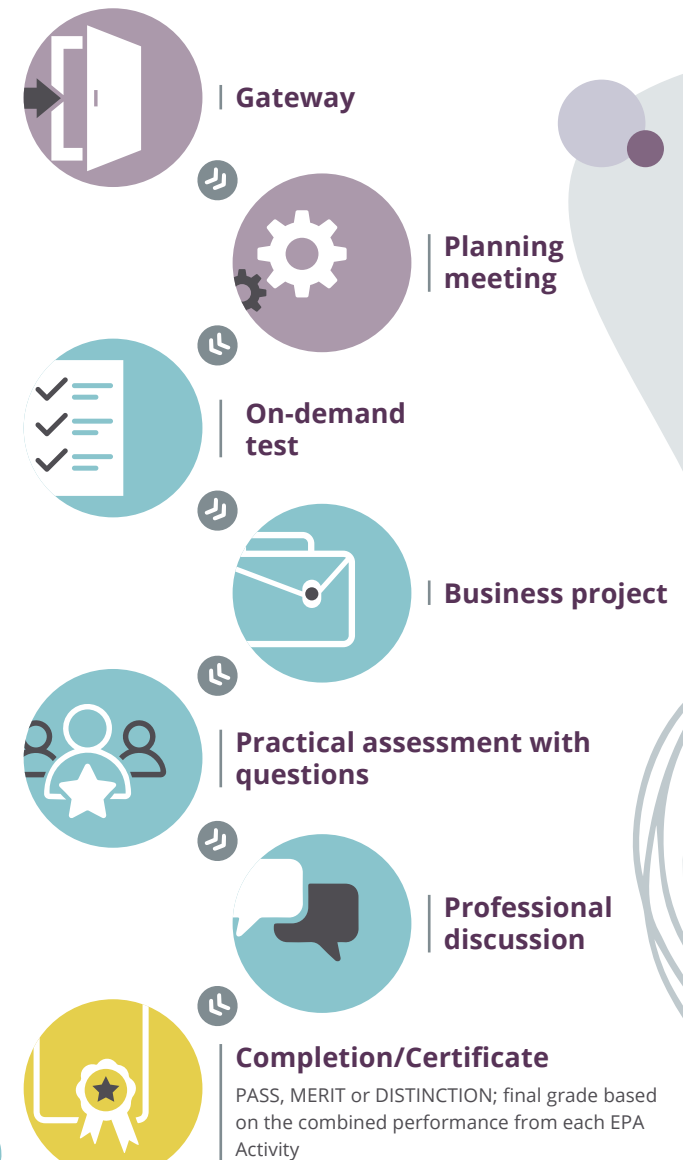 Gateway
Planning
meeting
On-demand
test
Business project
Practical assessment with
questions
Professional
discussion
Completion/Certificate
PASS, MERIT or DISTINCTION; final grade based
on the combined performance from each EPA
Activity